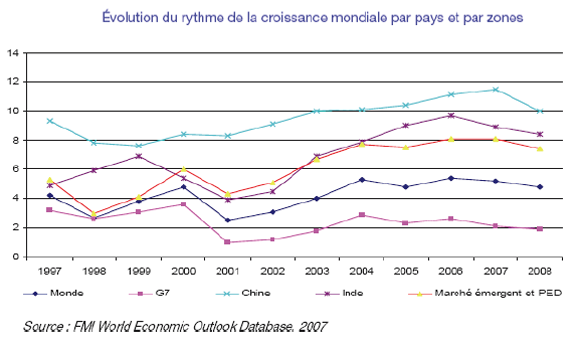 Évolution du rythme de la croissance mondiale par pays et par zones
14
12
10
8
6
4
2
0
1997 1998 1999 2000 2001 2002 2003 2004 2005 2006 2007 2008
Monde G7 Chine Inde Marché émergent et PED
Source : FMI World Economic Outlook Database. 2007